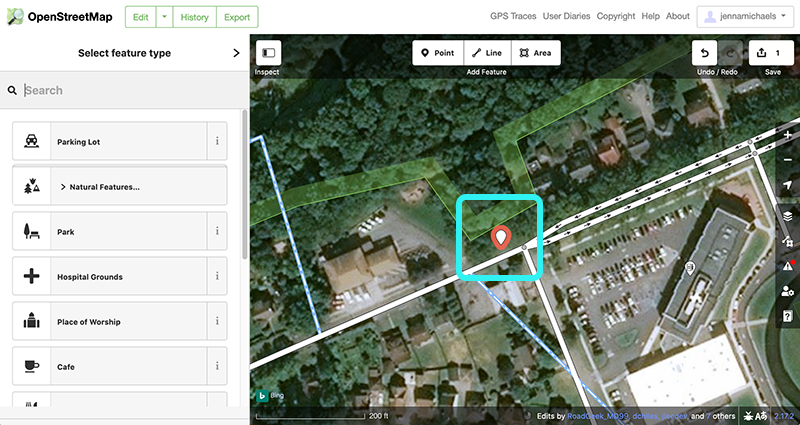 OpenStreetMap
Edit
History
Export
GPS Traces
User Diaries
Copyright
Help
About
jennamichaels
Select feature type
Search
Parking Lot
Natural Features...
Park
Hospital Grounds
Place of Worship
Cafe
Inspect
Point
Line
Area
Add Feature
Undo / Redo
1
Save
Bing
200 ft
Edits by RoadGeek_MD99, dchiles, jeedee, and 7 others
2.17.2